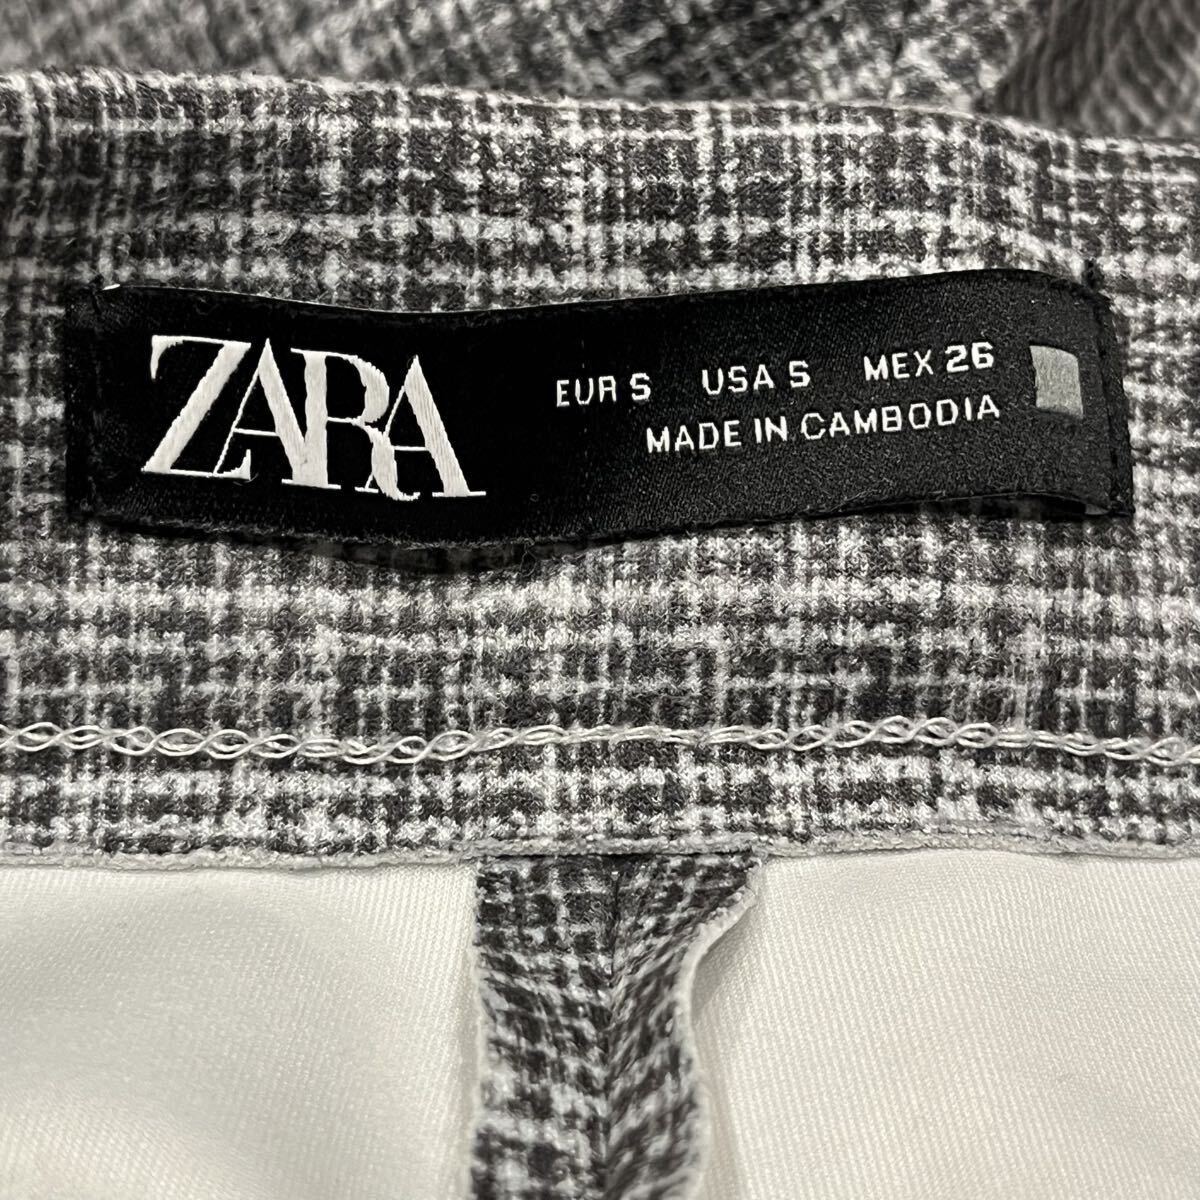 ZARA
EUR S USA S MEX 26
MADE IN CAMBODIA